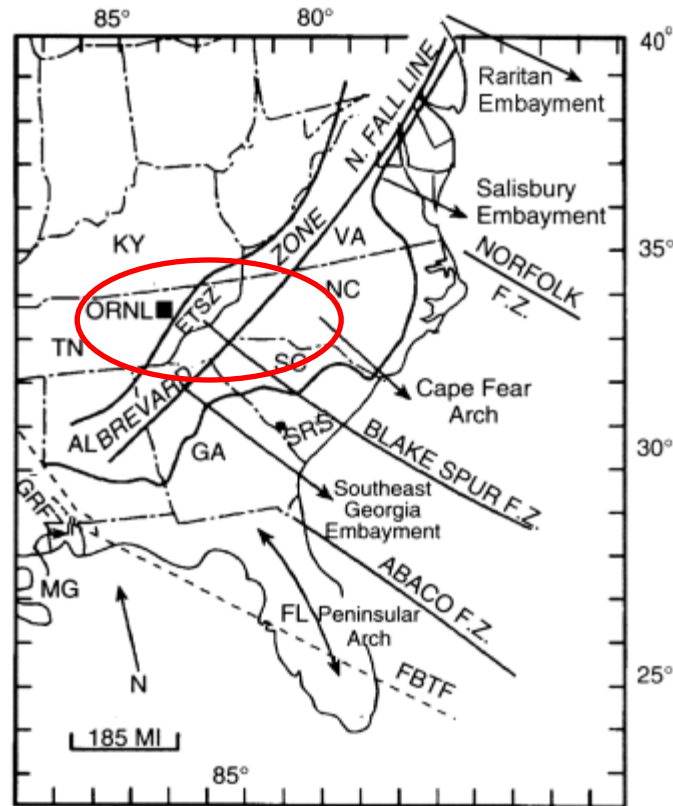 85°
80°
40°
N. FALL LINE
Raritan
Embayment
Salisbury
Embayment
KY
ZONE
VA
35°
NORFOLK
F.Z.
NC
ORNL
ETSZ
TN
SC
Cape Fear
Arch
BREVARD
AL
GA
SRS
30°
BLAKE SPUR F.Z.
Southeast
Georgia
Embayment
GRFZ
ABACO F.Z.
MG
FL Peninsular
Arch
25°
FBTF
N
185 MI
85°